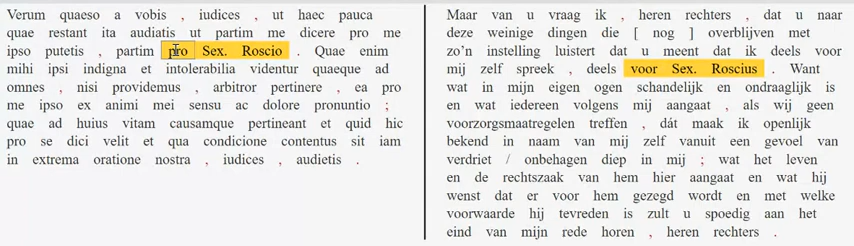 Verum quaeso a vobis , iudices , ut haec pauca
quae restant ita audiatis ut partim me dicere pro me
ipso putetis , partim pro Sex. Roscio . Quae enim
mihi ipsi indigna et intolerabilia videntur quaeque ad
omnes , nisi providemus , arbitror pertinere , ea pro
me ipso ex animi mei sensu ac dolore pronuntio ;
quae ad huius vitam causamque pertineant et quid hic
pro se dici velit et qua condicione contentus sit iam
in extrema oratione nostra , iudices , audietis .
Maar van u vraag ik , heren rechters , dat u naar
deze weinige dingen die [ nog ] overblijven met
zo’n instelling luistert dat u meent dat ik deels voor
mij zelf spreek , deels voor Sex. Roscius . Want
wat in mijn eigen ogen schandelijk en ondraaglijk is
en wat iedereen volgens mij aangaat , als wij geen
voorzorgsmaatregelen treffen , dát maak ik openlijk
bekend in naam van mij zelf vanuit een gevoel van
verdriet / onbehagen diep in mij ; wat het leven
en de rechtszaak van hem hier aangaat en wat hij
wenst dat er voor hem gezegd wordt en met welke
voorwaarde hij tevreden is zult u spoedig aan het
eind van mijn rede horen , heren rechters .